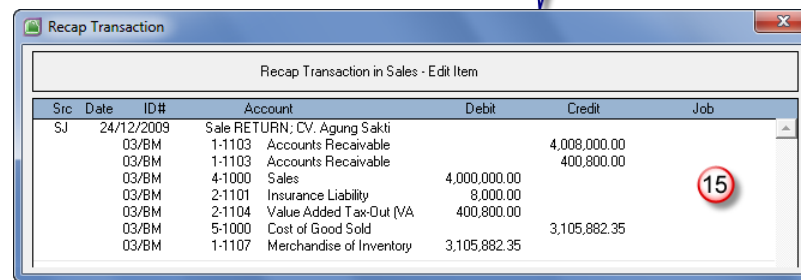 Recap Transaction
x
Recap Transaction in Sales - Edit Item
Src Date ID# Account Debit Credit Job
SJ 24/12/2009 Sale RETURN; CV. Agung Sakti
03/BM 1-1103 Accounts Recaivable 4,008,000.00
03/BM 1-1103 Accounts Recaivable 400,800.00
03/BM 4-1000 Sales 4,000,000.00
03/BM 2-1101 Insurance Liability 8,000.00
03/BM 2-1104 Value Added Tax-Out (VA 400,800.00
03/BM 5-1000 Cost of Good Sold 3,105,882.35
03/BM 1-1107 Merchandise of Inventory 3,105,882.35
15